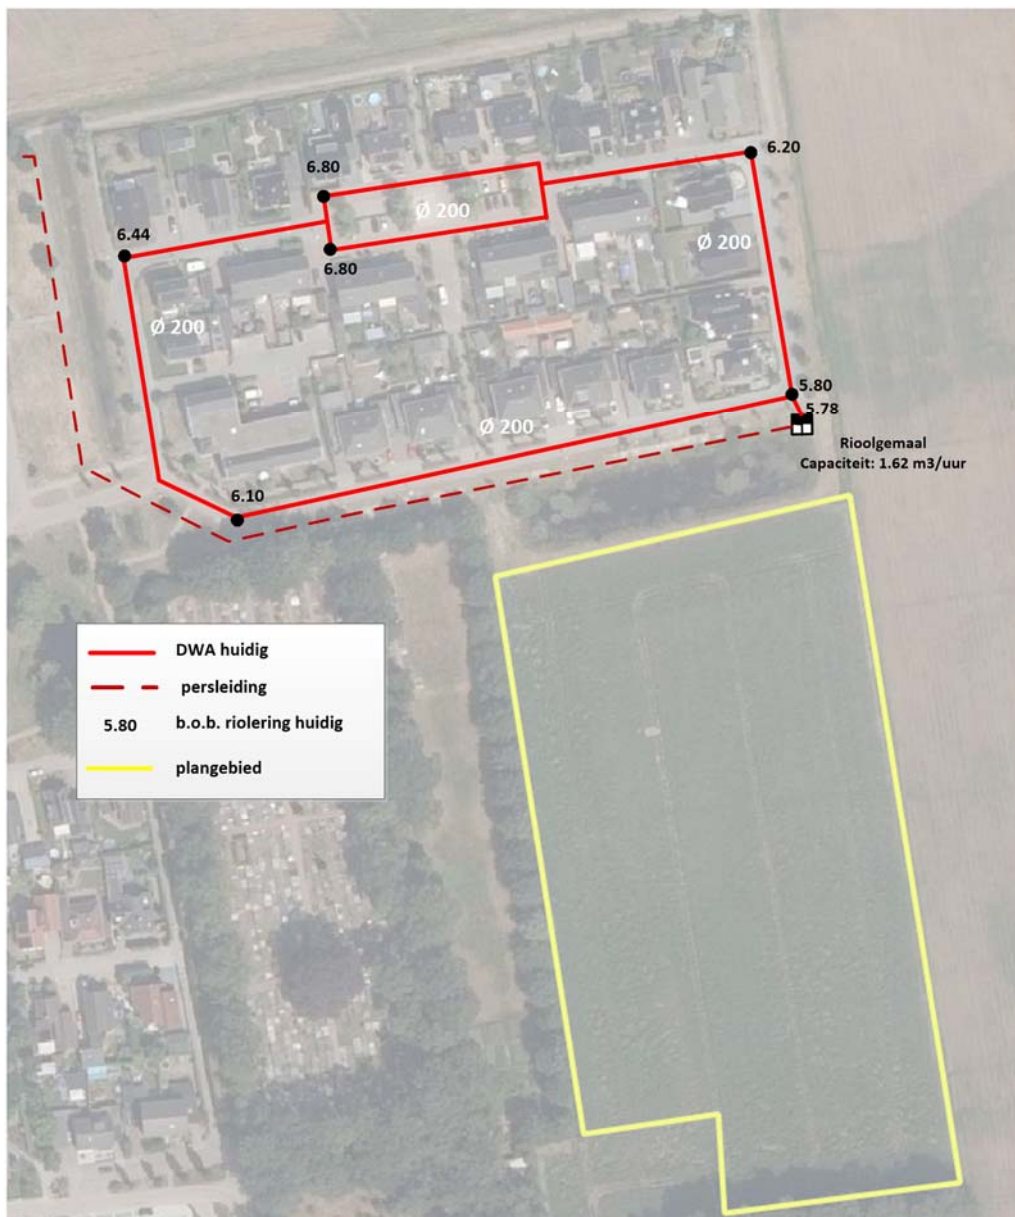 6.20
6.80
Ø 200
6.44
Ø 200
6.80
Ø 200
5.80
5.78
Ø 200
Rioolgemaal
Capaciteit: 1.62 m3/uur
6.10
DWA huidig
persleiding
5.80 b.o.b. riolering huidig
plangebied